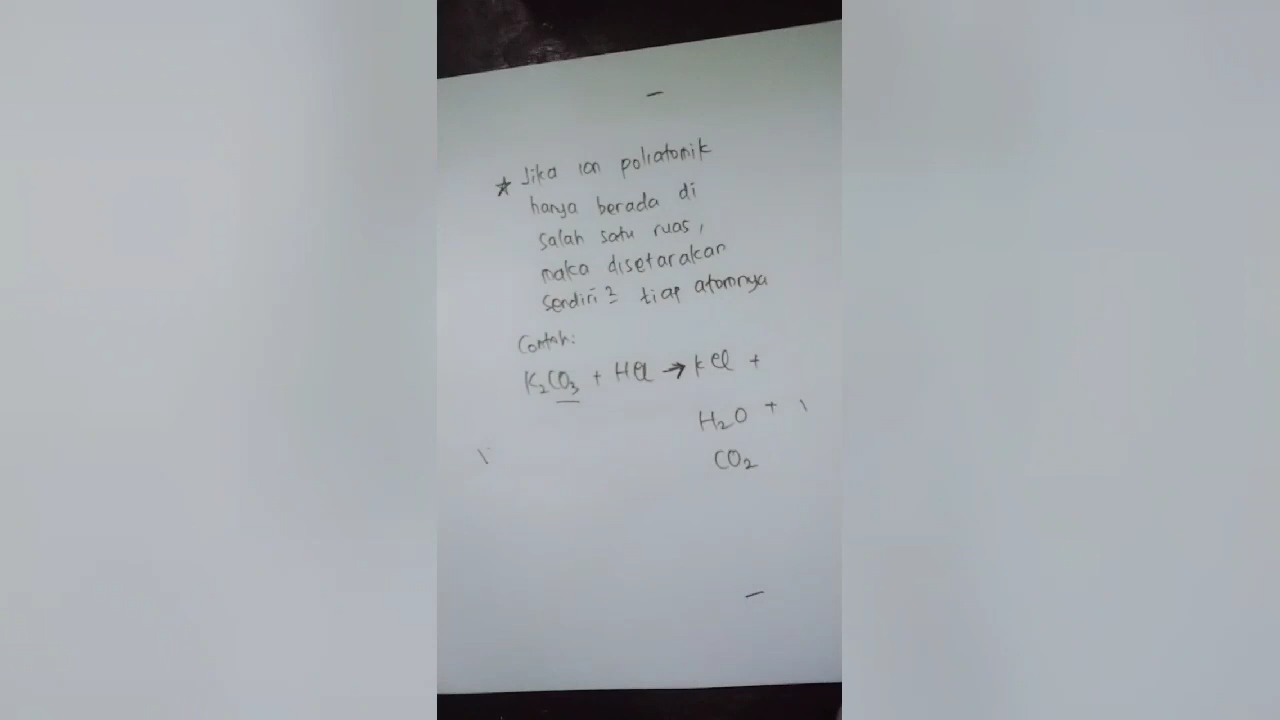 ☆ Jika ion poliatomik
hanya berada di
salah satu ruas,
maka disetarakan
sendiri2 tiap atomnya
Contoh:
K₂CO₃ + HCl → KCl +
H₂O +
CO₂